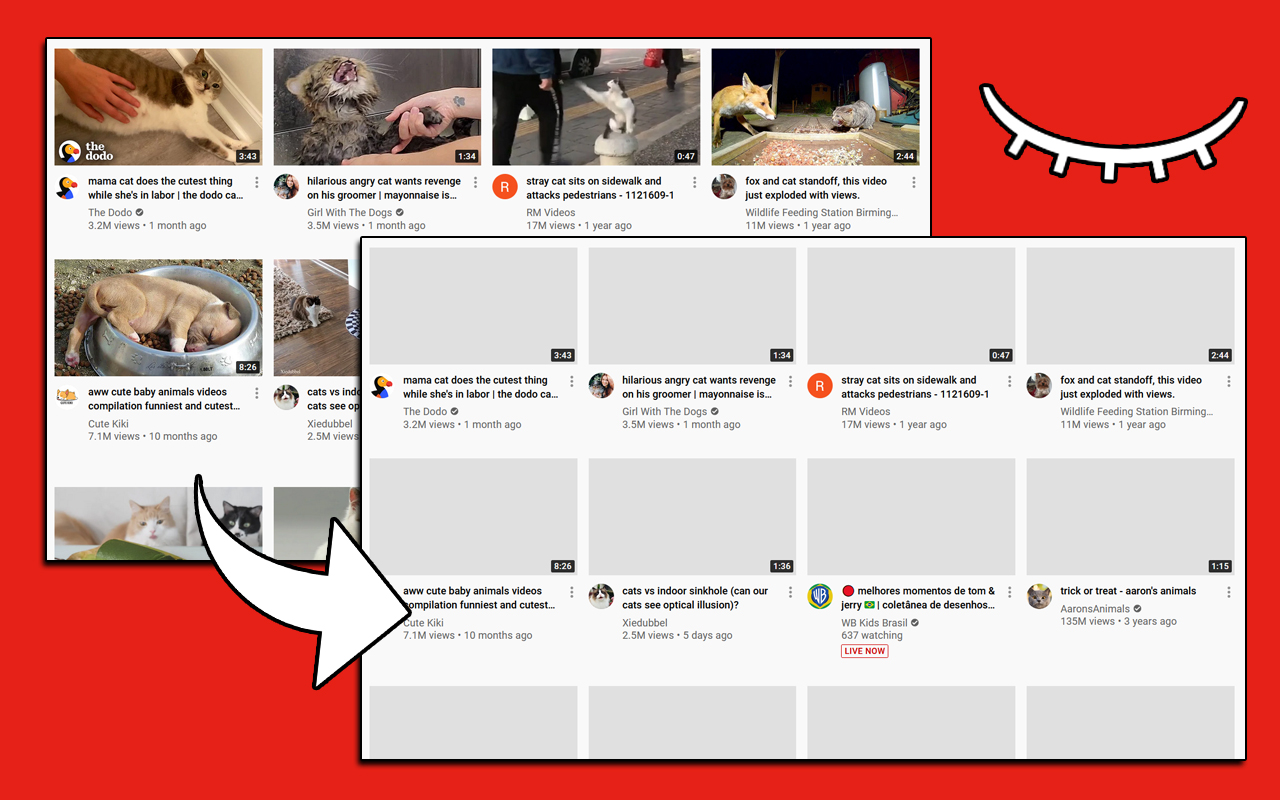 the
dodo
3:43
1:34
0:47
2:44
mama cat does the cutest thing
while she's in labor | the dodo ca...
The Dodo
3.2M views • 1 month ago
hilarious angry cat wants revenge
on his groomer | mayonnaise is...
Girl With The Dogs
3.5M views • 1 month ago
R
stray cat sits on sidewalk and
attacks pedestrians - 1121609-1
RM Videos
17M views • 1 year ago
fox and cat standoff, this video
just exploded with views.
Wildlife Feeding Station Birming...
11M views • 1 year ago
Xiedubbel
8:26
aww cute baby animals videos
compilation funniest and cutest...
Cute Kiki
7.1M views • 10 months ago
cats vs indo
cats see op
Xiedubbel
2.5M views
3:43
1:34
0:47
2:44
mama cat does the cutest thing
while she's in labor | the dodo ca...
The Dodo
3.2M views • 1 month ago
hilarious angry cat wants revenge
on his groomer | mayonnaise is...
Girl With The Dogs
3.5M views • 1 month ago
R
stray cat sits on sidewalk and
attacks pedestrians - 1121609-1
RM Videos
17M views • 1 year ago
fox and cat standoff, this video
just exploded with views.
Wildlife Feeding Station Birming...
11M views • 1 year ago
8:26
1:36
1:15
aww cute baby animals videos
compilation funniest and cutest...
Cute Kiki
7.1M views • 10 months ago
cats vs indoor sinkhole (can our
cats see optical illusion)?
Xiedubbel
2.5M views • 5 days ago
WB
🔴 melhores momentos de tom &
jerry 🇧🇷 | coletânea de desenhos...
WB Kids Brasil
637 watching
LIVE NOW
trick or treat - aaron's animals
AaronsAnimals
135M views • 3 years ago